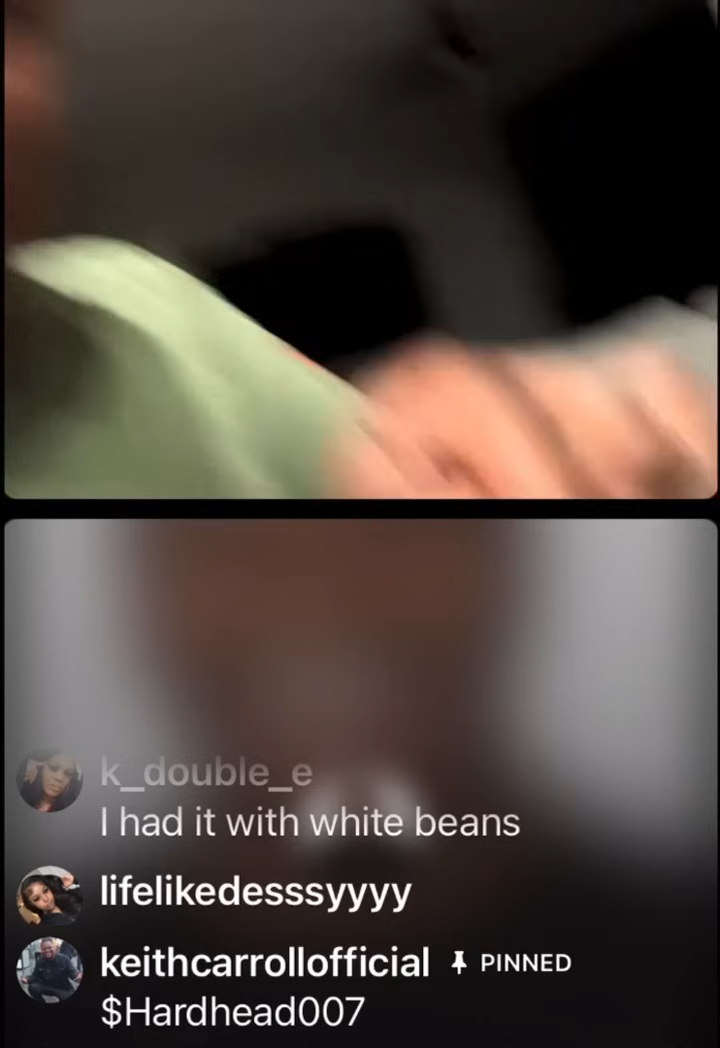 k_double_e
I had it with white beans
lifelikedesssyyyy
keithcarrollofficial PINNED
$Hardhead007